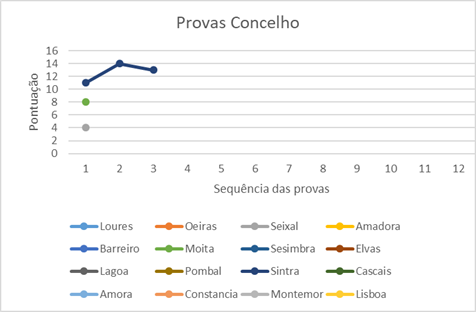 Provas Concelho
16
14
12
10
8
6
4
2
0
Pontuação
1 2 3 4 5 6 7 8 9 10 11 12
Sequência das provas
Loures Oeiras Seixal Amadora
Barreiro Moita Sesimbra Elvas
Lagoa Pombal Sintra Cascais
Amora Constancia Montemor Lisboa